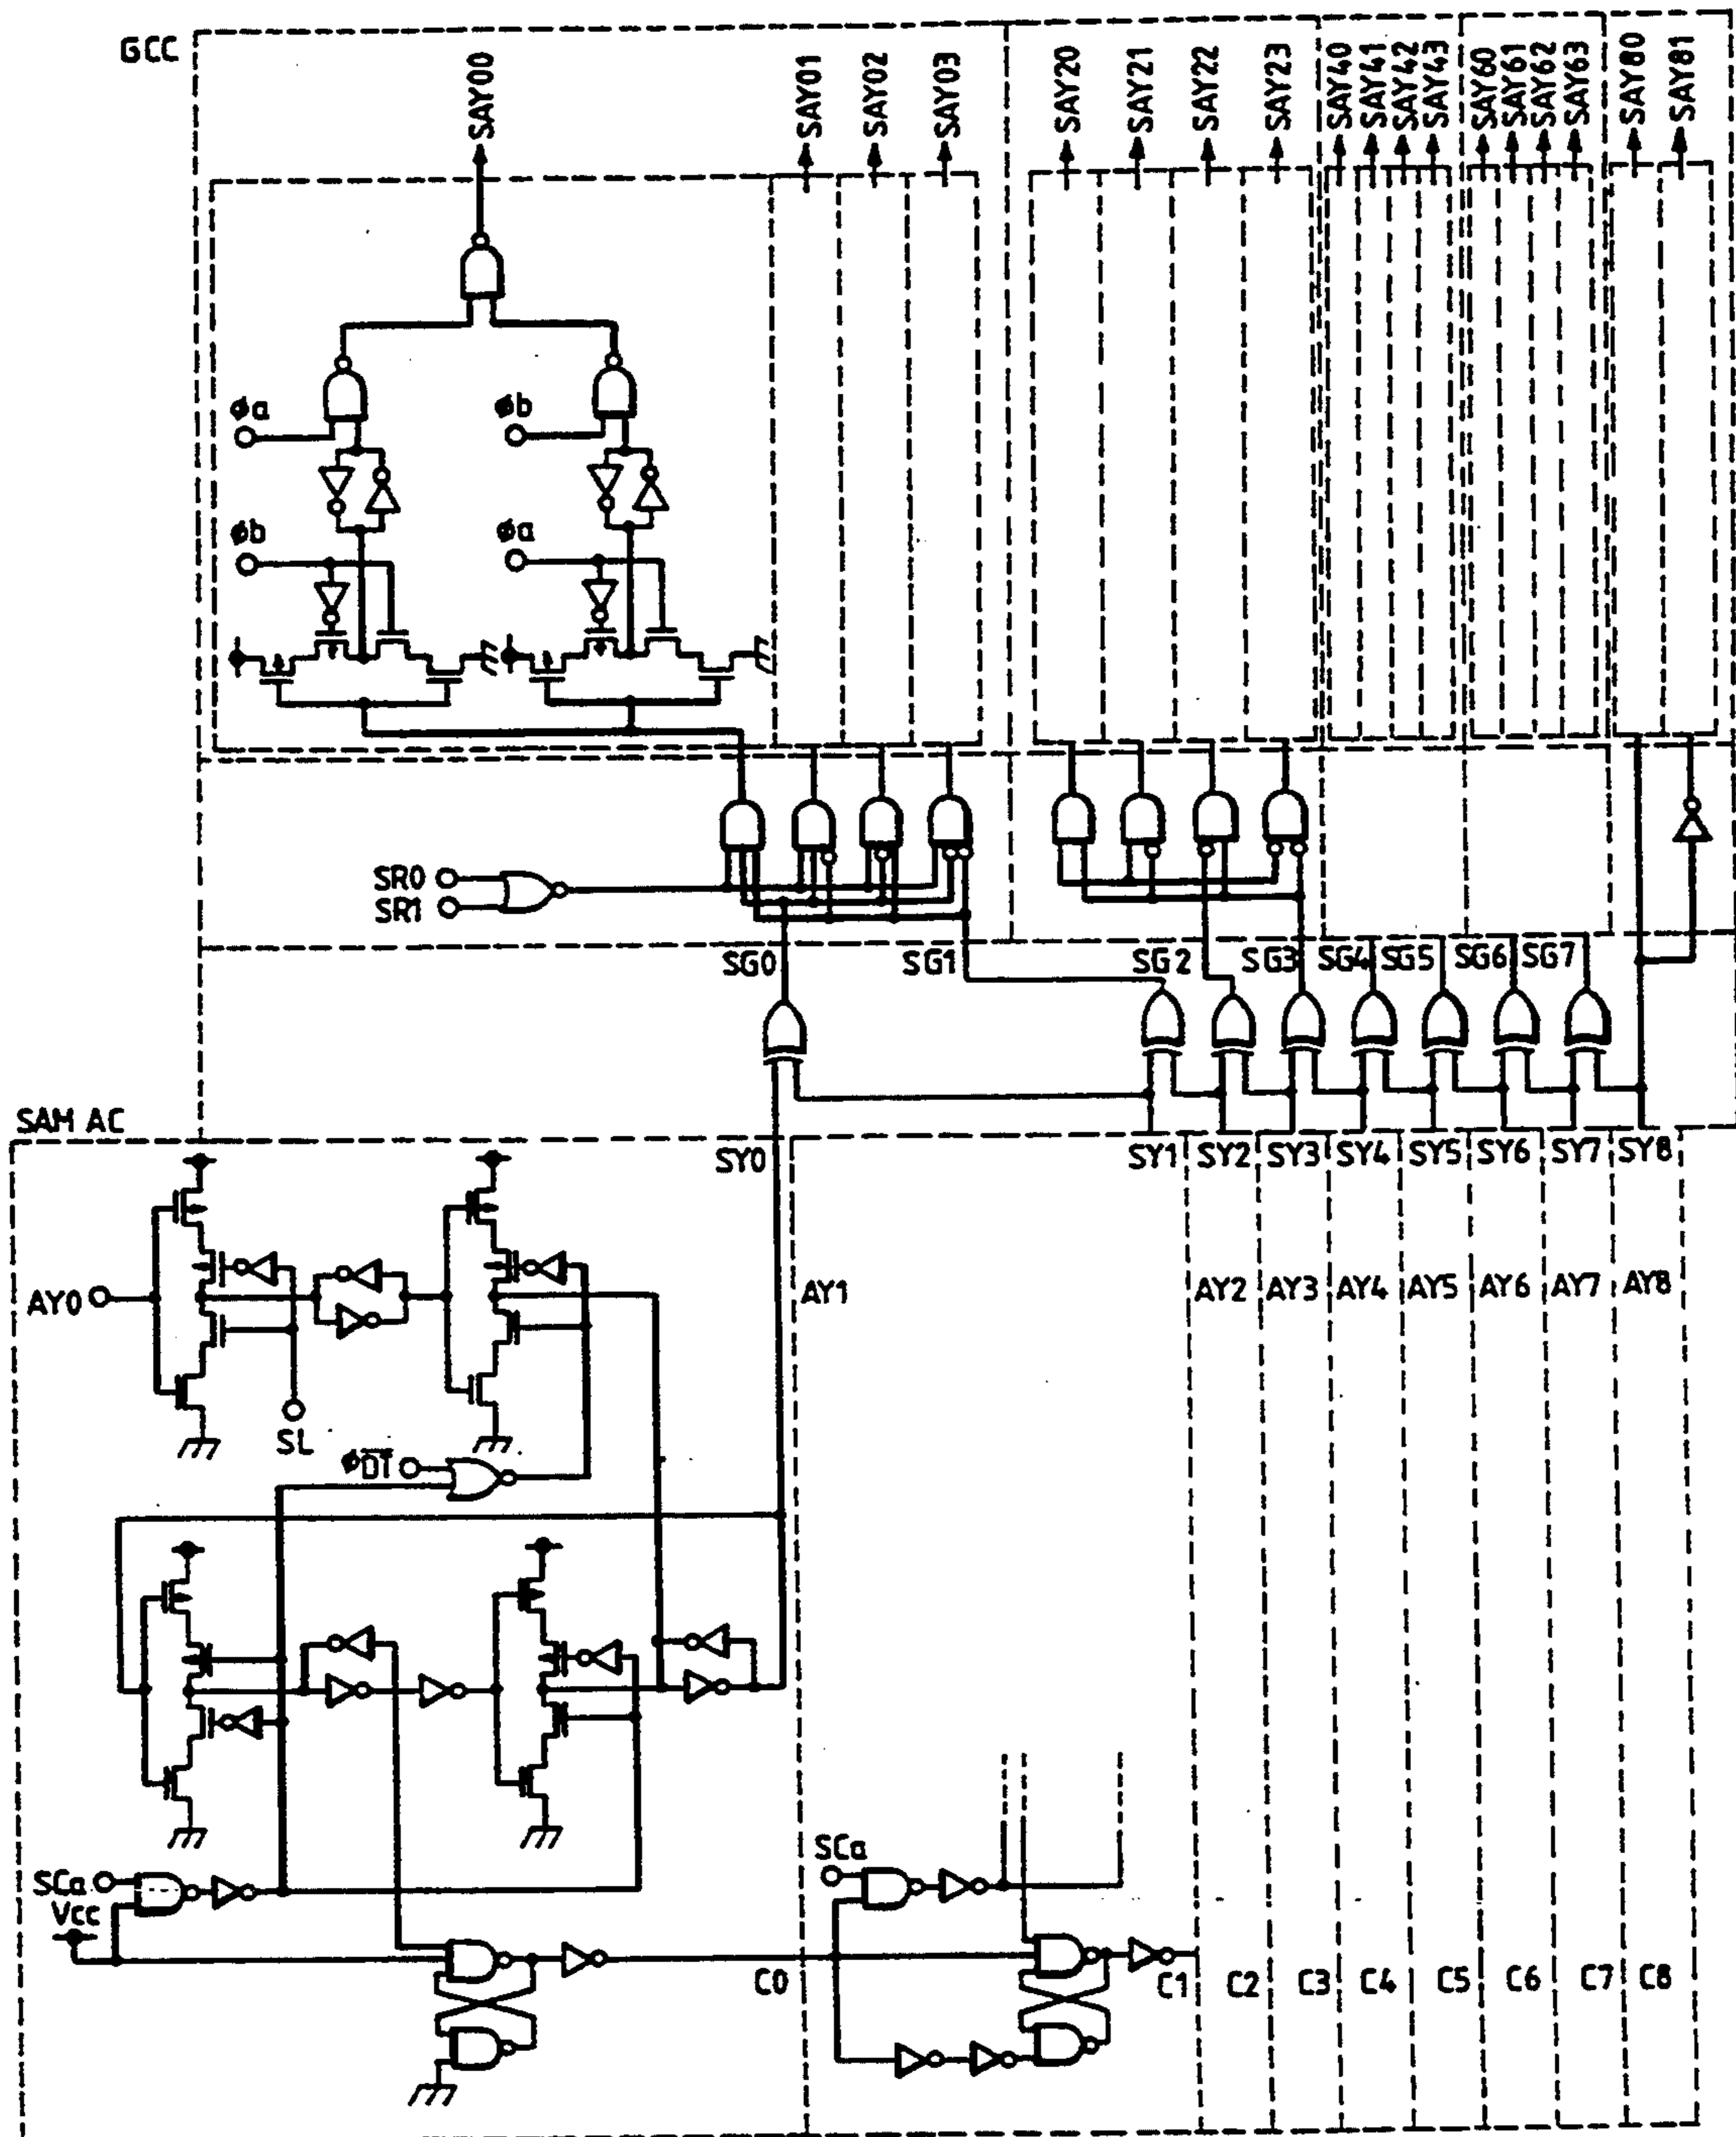 GCC
SAY00
SAY01
SAY02
SAY03
SAY20
SAY21
SAY22
SAY23
SAY40
SAY41
SAY42
SAY43
SAY60
SAY61
SAY62
SAY63
SAY80
SAY81
φa
φb
φb
φa
SR0
SR1
SG0
SG1
SG2
SG3
SG4
SG5
SG6
SG7
SAM AC
SY0
SY1
SY2
SY3
SY4
SY5
SY6
SY7
SY8
AY0
AY1
AY2
AY3
AY4
AY5
AY6
AY7
AY8
SL
φD̅T̅
SCa
Vcc
SCa
C0
C1
C2
C3
C4
C5
C6
C7
C8